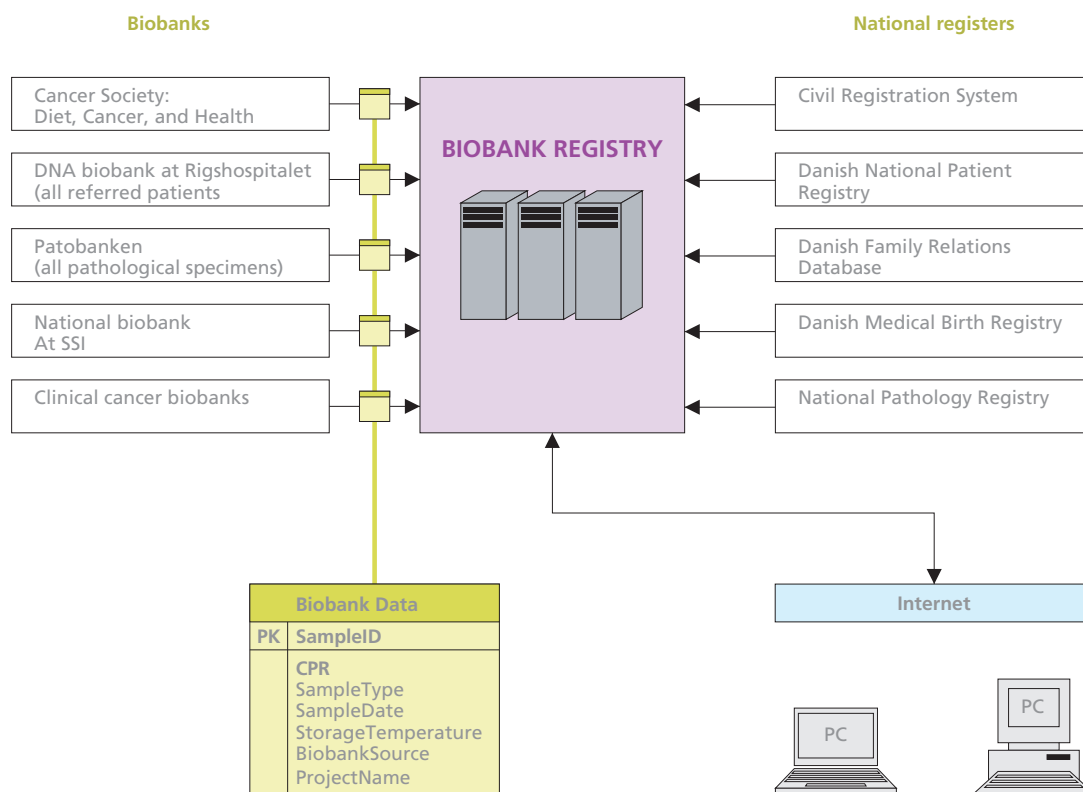 Biobanks
National registers
Cancer Society:
Diet, Cancer, and Health
DNA biobank at Rigshospitalet
(all referred patients
Patobanken
(all pathological specimens)
National biobank
At SSI
Clinical cancer biobanks
BIOBANK REGISTRY
Civil Registration System
Danish National Patient
Registry
Danish Family Relations
Database
Danish Medical Birth Registry
National Pathology Registry
Biobank Data
PK SampleID
CPR
SampleType
SampleDate
StorageTemperature
BiobankSource
ProjectName
Internet
PC
PC